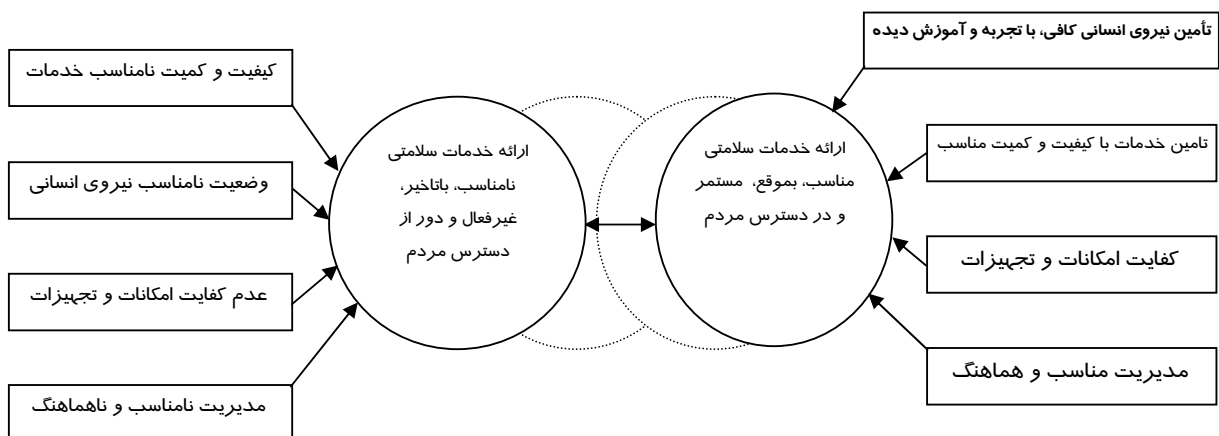 تأمین نیروی انسانی کافی، با تجربه و آموزش دیده
تامین خدمات با کیفیت و کمیت مناسب
کفایت امکانات و تجهیزات
مدیریت مناسب و هماهنگ
ارائه خدمات سلامتی
مناسب، بموقع، مستمر
و در دسترس مردم
ارائه خدمات سلامتی
نامناسب، باتاخیر،
غیرفعال و دور از
دسترس مردم
کیفیت و کمیت نامناسب خدمات
وضعیت نامناسب نیروی انسانی
عدم کفایت امکانات و تجهیزات
مدیریت نامناسب و ناهماهنگ